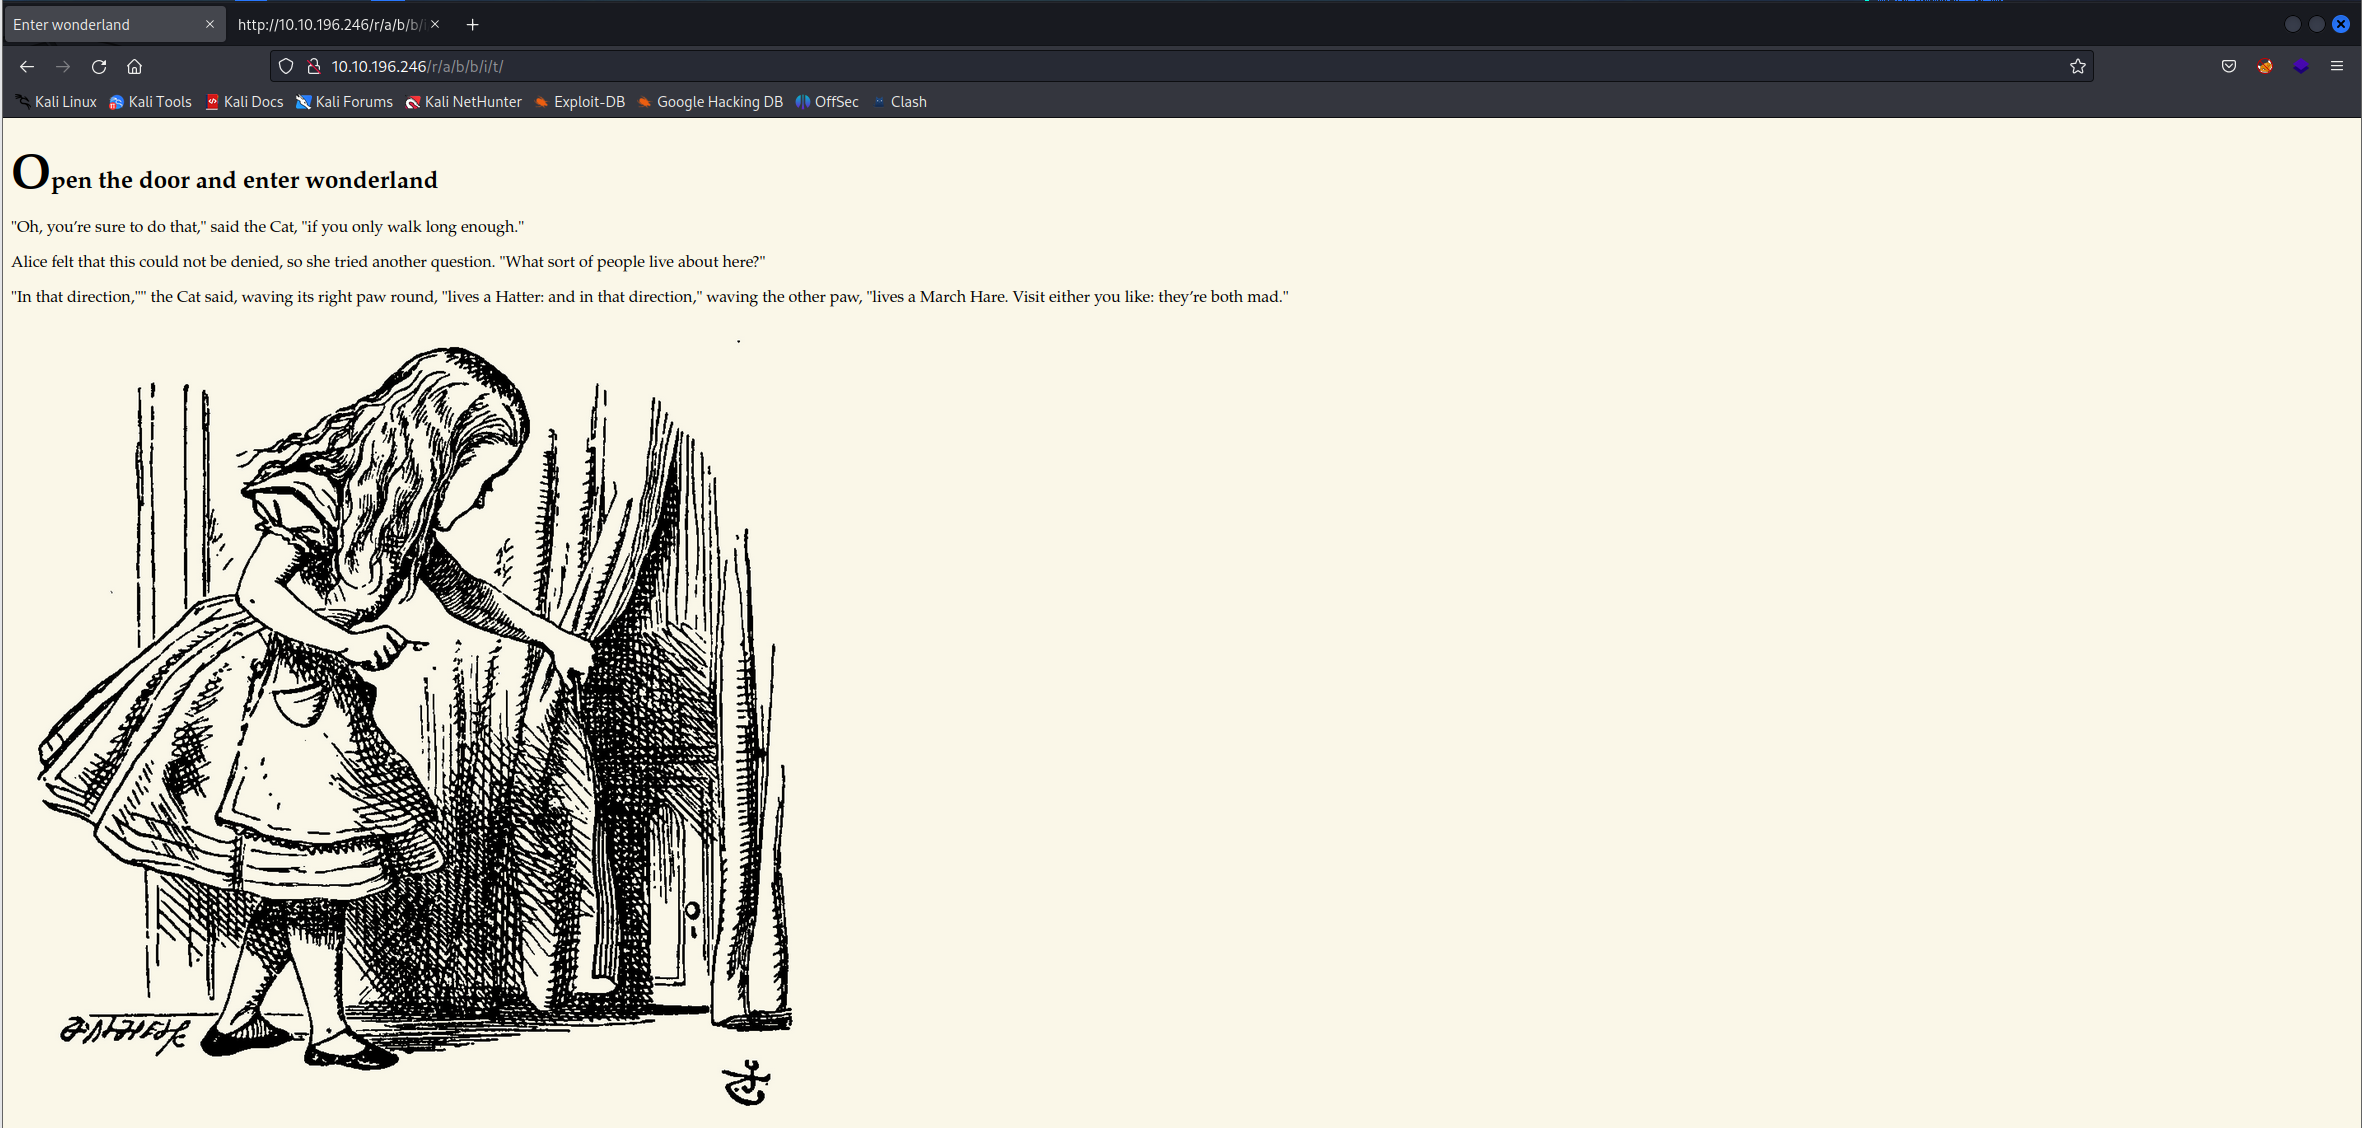 Enter wonderland
http://10.10.196.246/r/a/b/b/i
10.10.196.246/r/a/b/b/i/t/
Kali Linux Kali Tools Kali Docs Kali Forums Kali NetHunter Exploit-DB Google Hacking DB OffSec Clash
Open the door and enter wonderland
"Oh, you’re sure to do that," said the Cat, "if you only walk long enough."
Alice felt that this could not be denied, so she tried another question. "What sort of people live about here?"
"In that direction,"" the Cat said, waving its right paw round, "lives a Hatter: and in that direction," waving the other paw, "lives a March Hare. Visit either you like: they’re both mad."